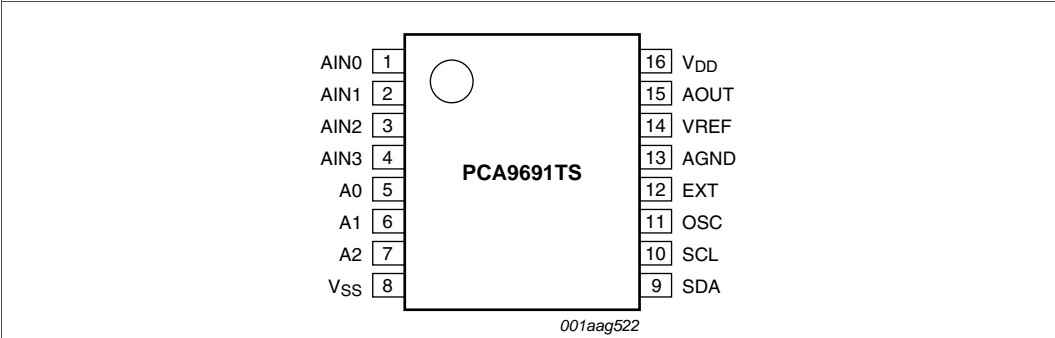 AIN0 1 16 VDD
AIN1 2 15 AOUT
AIN2 3 14 VREF
AIN3 4 13 AGND
PCA9691TS
A0 5 12 EXT
A1 6 11 OSC
A2 7 10 SCL
VSS 8 9 SDA
001aag522